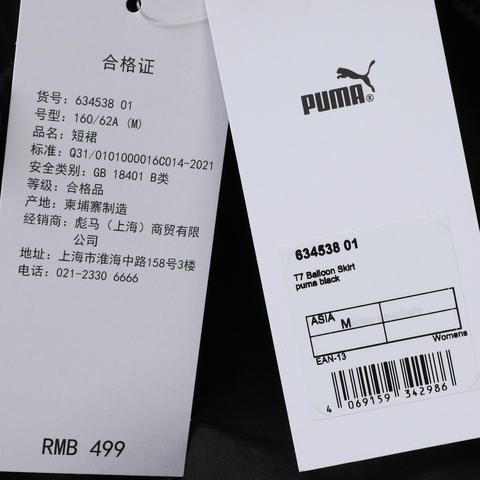 合格证
货号: 634538 01
号型: 160/62A (M)
品名: 短裙
标准: Q31/0101000016C014-2021
安全类别: GB 18401 B类
等级: 合格品
产地: 柬埔寨制造
经销商: 彪马（上海）商贸有限
公司
地址: 上海市淮海中路158号3楼
电话: 021-2330 6666
RMB 499
PUMA®
634538 01
T7 Balloon Skirt
puma black
ASIA
M
Womens
EAN-13
4 069159 342986